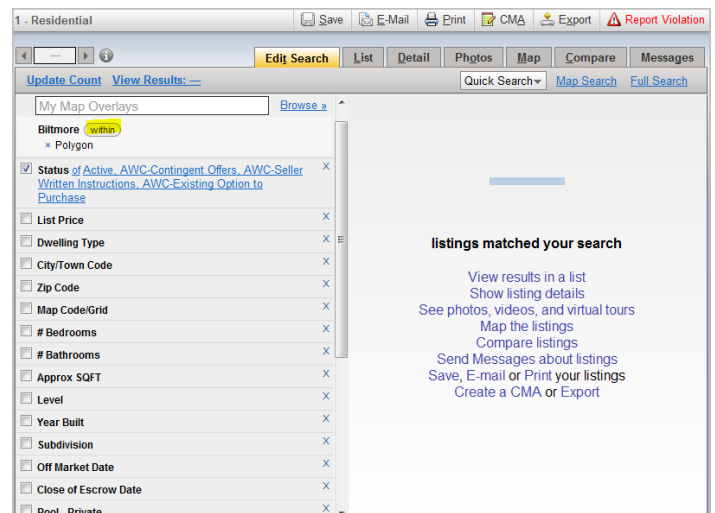 1 - Residential
Save E-Mail Print CMA Export Report Violation
---
Edit Search List Detail Photos Map Compare Messages
Update Count View Results: —
Quick Search Map Search Full Search
My Map Overlays Browse »
Biltmore within
× Polygon
Status of Active, AWC-Contingent Offers, AWC-Seller X
Written Instructions, AWC-Existing Option to
Purchase
List Price X
Dwelling Type X
City/Town Code X
Zip Code X
Map Code/Grid X
# Bedrooms X
# Bathrooms X
Approx SQFT X
Level X
Year Built X
Subdivision X
Off Market Date X
Close of Escrow Date X
Pool - Private X
listings matched your search
View results in a list
Show listing details
See photos, videos, and virtual tours
Map the listings
Compare listings
Send Messages about listings
Save, E-mail or Print your listings
Create a CMA or Export